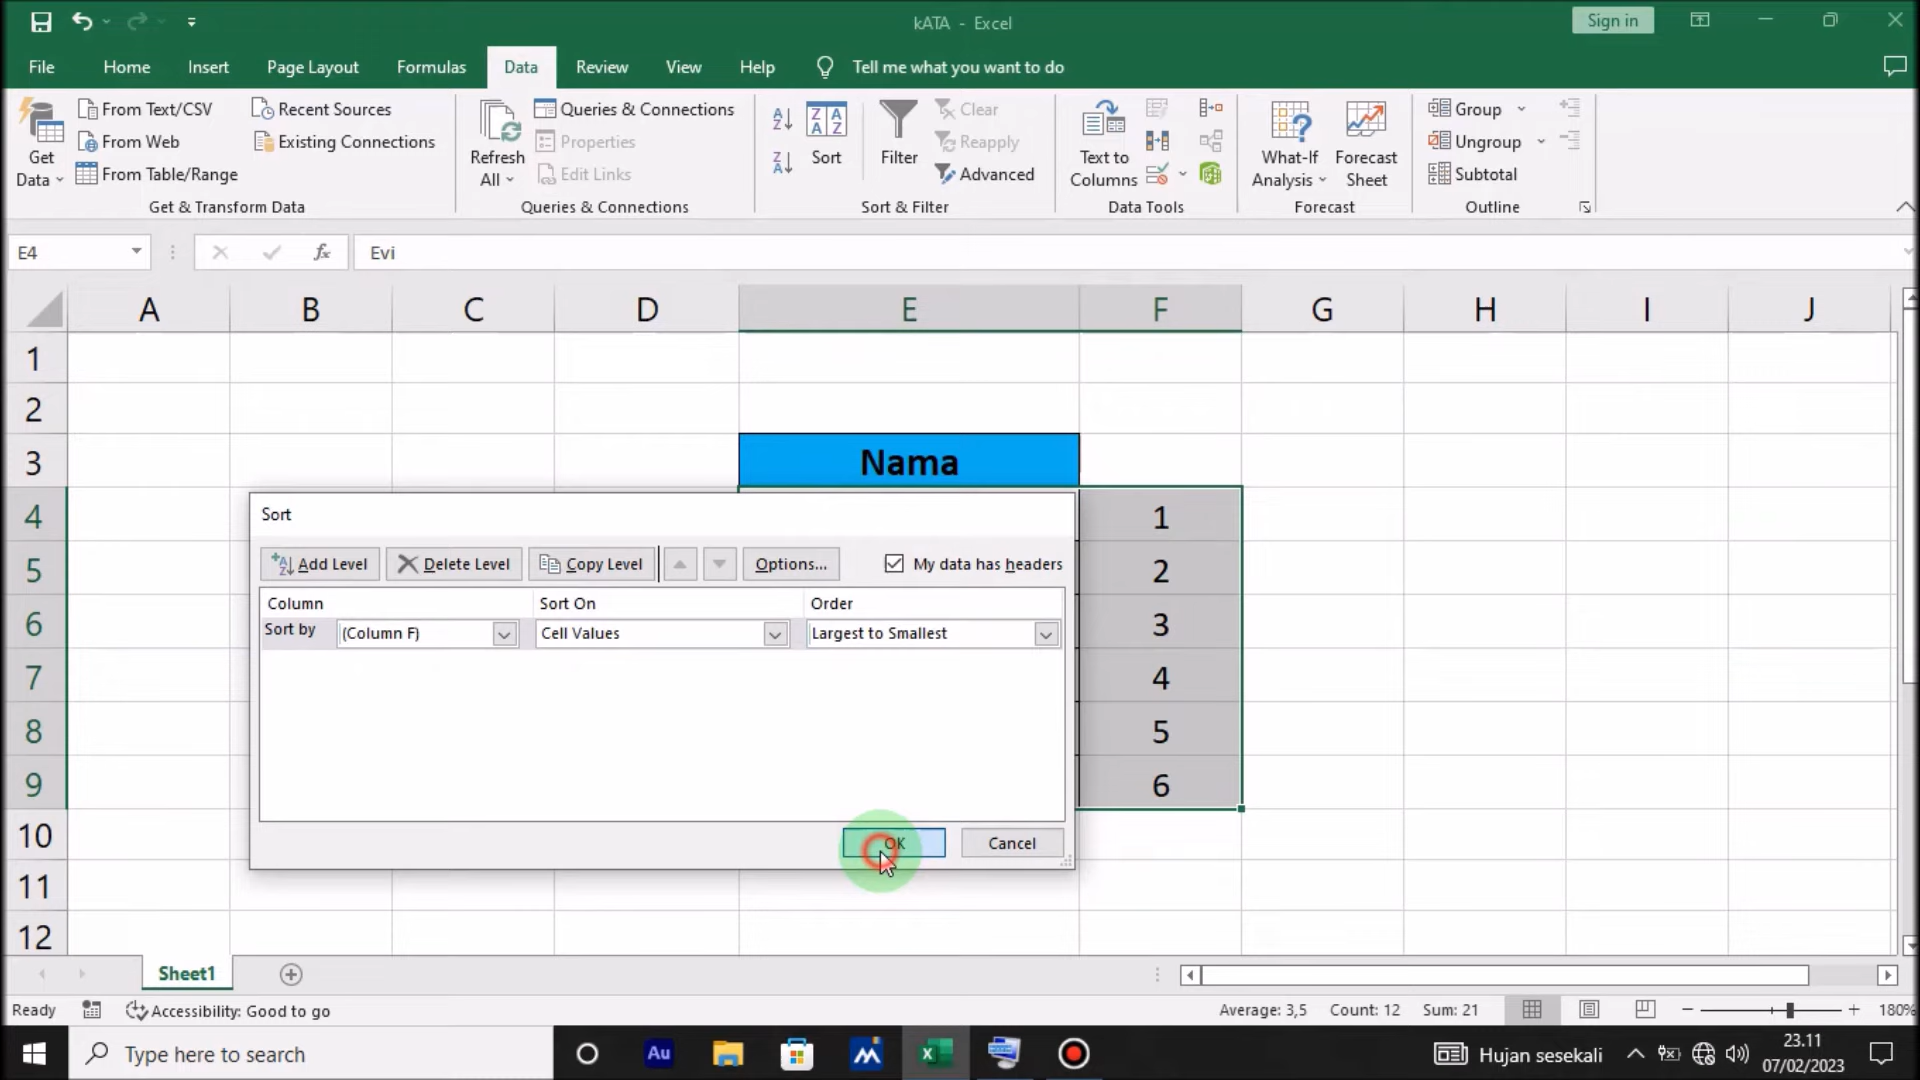 kATA - Excel
Sign in
File Home Insert Page Layout Formulas Data Review View Help Tell me what you want to do
Get Data
From Text/CSV
From Web
From Table/Range
Recent Sources
Existing Connections
Get & Transform Data
Refresh All
Queries & Connections
Properties
Edit Links
Queries & Connections
Sort
Filter
Clear
Reapply
Advanced
Sort & Filter
Text to Columns
Data Tools
What-If Analysis
Forecast Sheet
Forecast
Group
Ungroup
Subtotal
Outline
E4
fx
Evi
A B C D E F G H I J
1
2
3 Nama
4 1
5 2
6 3
7 4
8 5
9 6
10
11
12
Sort
Add Level Delete Level Copy Level Options... My data has headers
Column Sort On Order
Sort by (Column F) Cell Values Largest to Smallest
OK Cancel
Sheet1
Ready Accessibility: Good to go Average: 3,5 Count: 12 Sum: 21 180%
Type here to search
Au
Hujan sesekali
23.11
07/02/2023